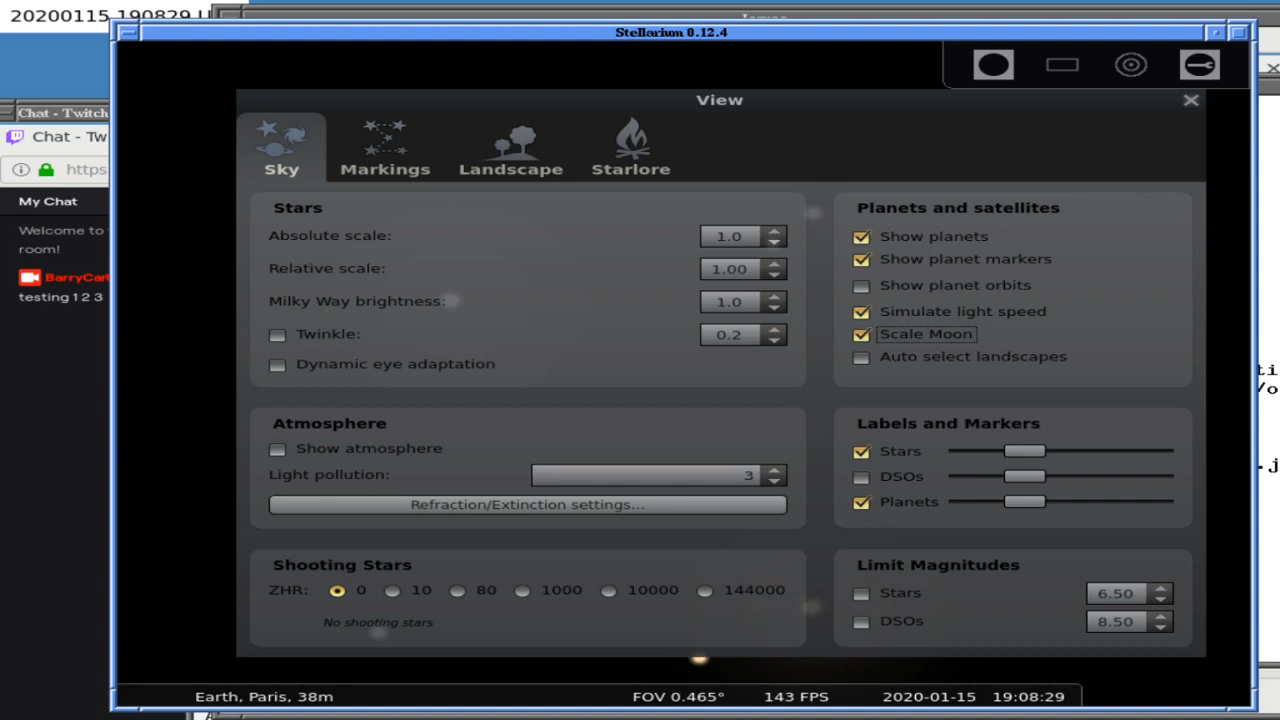 20200115 190829 U
Stellarium 0.12.4
Chat - Twitch
Chat - Tw
https
My Chat
Welcome to
room!
BarryCar
testing 1 2 3
View
Sky Markings Landscape Starlore
Stars
Absolute scale: 1.0
Relative scale: 1.00
Milky Way brightness: 1.0
Twinkle: 0.2
Dynamic eye adaptation
Planets and satellites
Show planets
Show planet markers
Show planet orbits
Simulate light speed
Scale Moon
Auto select landscapes
Atmosphere
Show atmosphere
Light pollution: 3
Refraction/Extinction settings...
Labels and Markers
Stars
DSOs
Planets
Shooting Stars
ZHR: 0 10 80 1000 10000 144000
No shooting stars
Limit Magnitudes
Stars 6.50
DSOs 8.50
Earth, Paris, 38m FOV 0.465° 143 FPS 2020-01-15 19:08:29
ti
/o
.j